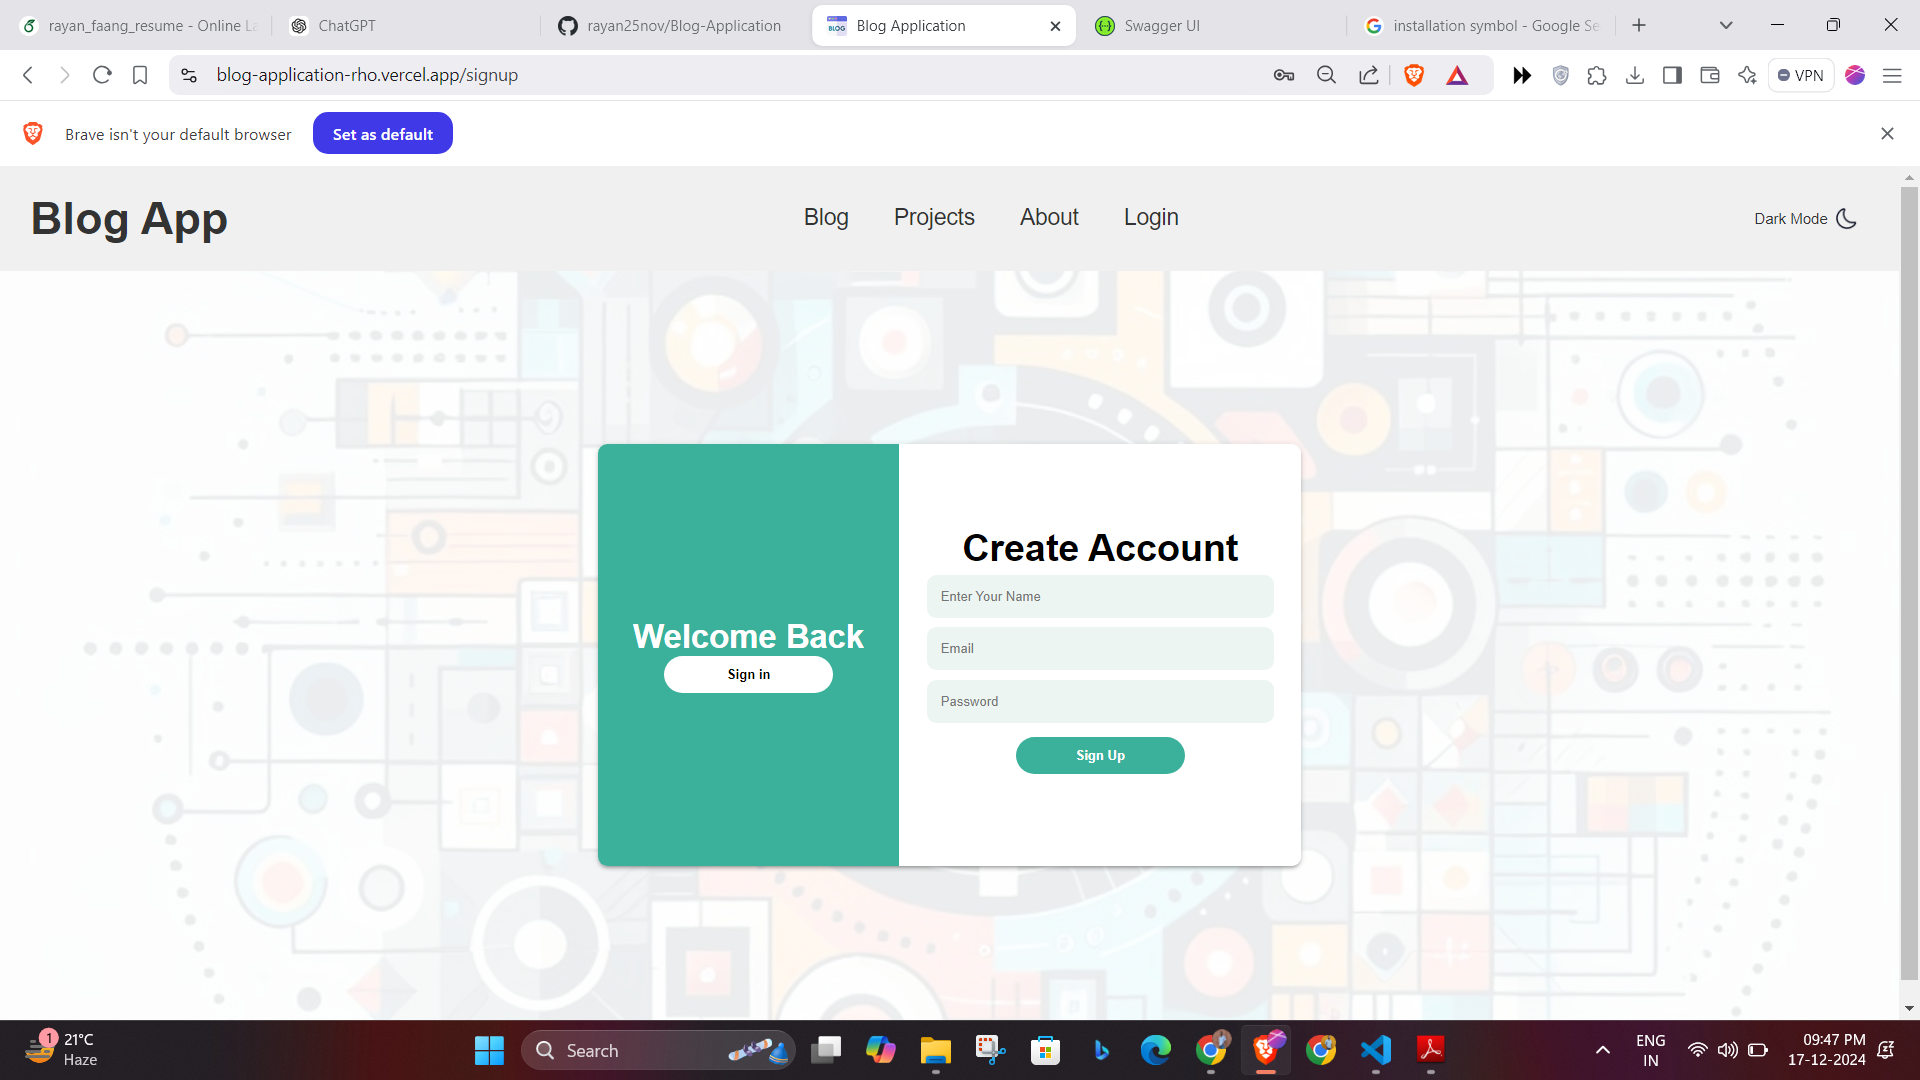 rayan_faang_resume - Online La
ChatGPT
rayan25nov/Blog-Application
BLOG
Blog Application
Swagger UI
installation symbol - Google Se
blog-application-rho.vercel.app/signup
VPN
Brave isn't your default browser
Set as default
Blog App
Blog
Projects
About
Login
Dark Mode
Create Account
Enter Your Name
Welcome Back
Email
Sign in
Password
Sign Up
1
21°C
Haze
Search
ENG
IN
09:47 PM
17-12-2024